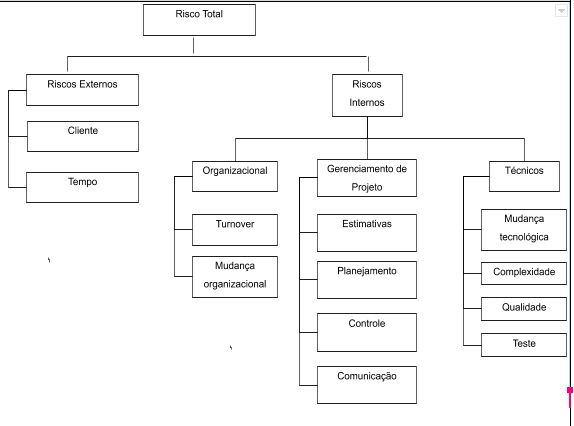 Risco Total
Riscos Externos
Cliente
Tempo
Riscos
Internos
Organizacional
Turnover
Mudança
organizacional
Gerenciamento de
Projeto
Estimativas
Planejamento
Controle
Comunicação
Técnicos
Mudança
tecnológica
Complexidade
Qualidade
Teste